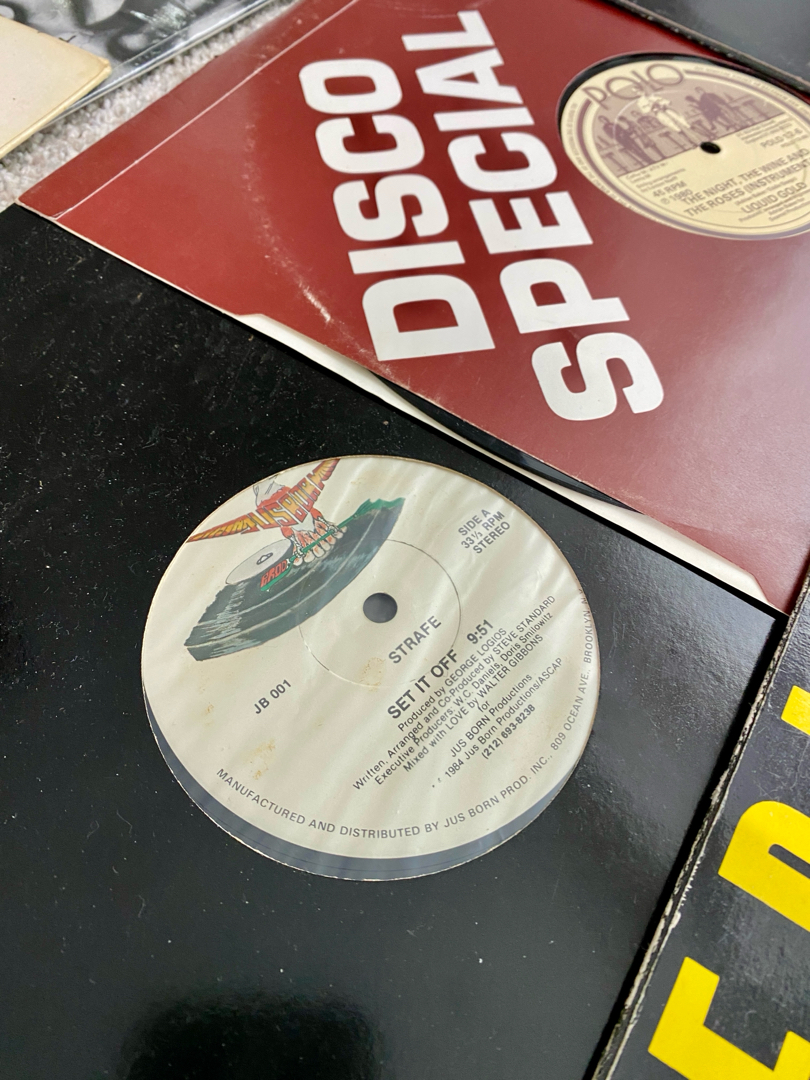 DISCO
SPECIAL
POLO
45 RPM
℗ 1980
THE NIGHT, THE WINE AND
THE ROSES (INSTRUMENTAL
LIQUID GOLD
SIDE A
33⅓ RPM
STEREO
JB 001
STRAFE
SET IT OFF 9:51
Produced by GEORGE LOGIOS
Written, Arranged and Co-Produced by STEVE STANDARD
Executive Producers: W.C. Daniels, Doris Smilowitz
Mixed with LOVE by WALTER GIBBONS
JUS BORN Productions
for
1984 Jus Born Productions/ASCAP
(212) 693-8238
MANUFACTURED AND DISTRIBUTED BY JUS BORN PROD. INC., 809 OCEAN AVE., BROOKLYN,